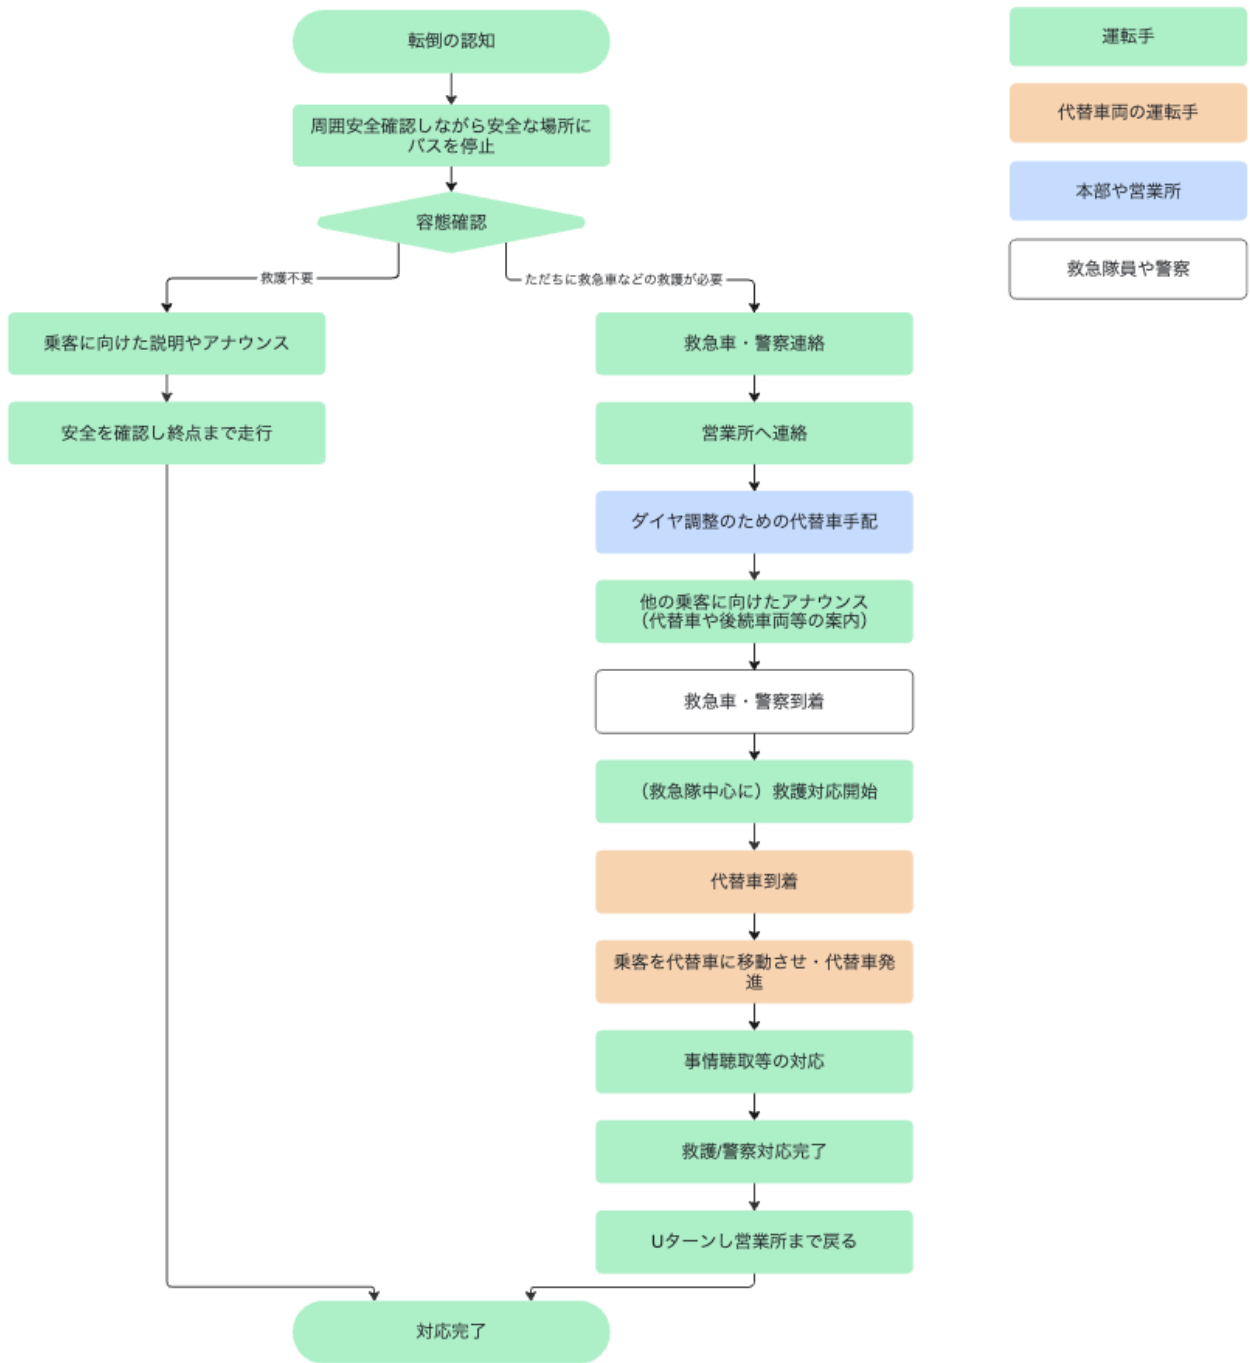 転倒の認知
周囲安全確認しながら安全な場所に
バスを停止
容態確認
救護不要
ただちに救急車などの救護が必要
乗客に向けた説明やアナウンス
安全を確認し終点まで走行
救急車・警察連絡
営業所へ連絡
ダイヤ調整のための代替車手配
他の乗客に向けたアナウンス
（代替車や後続車両等の案内）
救急車・警察到着
（救急隊中心に）救護対応開始
代替車到着
乗客を代替車に移動させ・代替車発
進
事情聴取等の対応
救護/警察対応完了
Uターンし営業所まで戻る
対応完了
運転手
代替車両の運転手
本部や営業所
救急隊員や警察